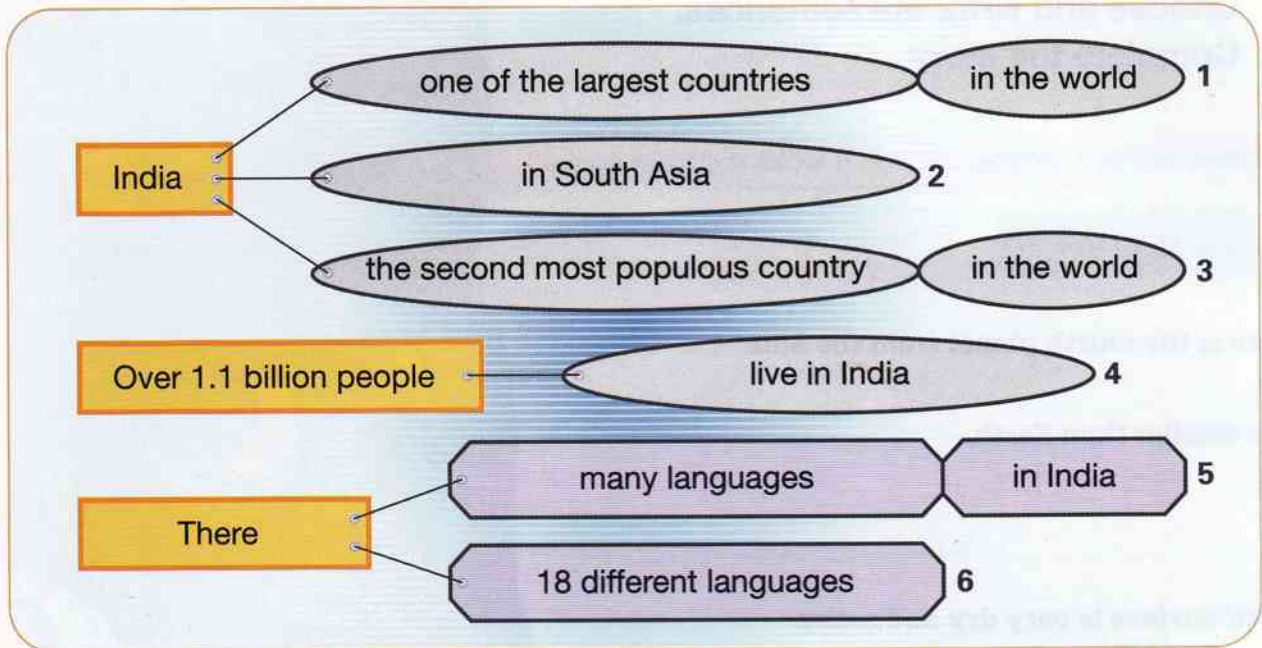 India
one of the largest countries in the world 1
in South Asia 2
the second most populous country in the world 3
Over 1.1 billion people live in India 4
There
many languages in India 5
18 different languages 6